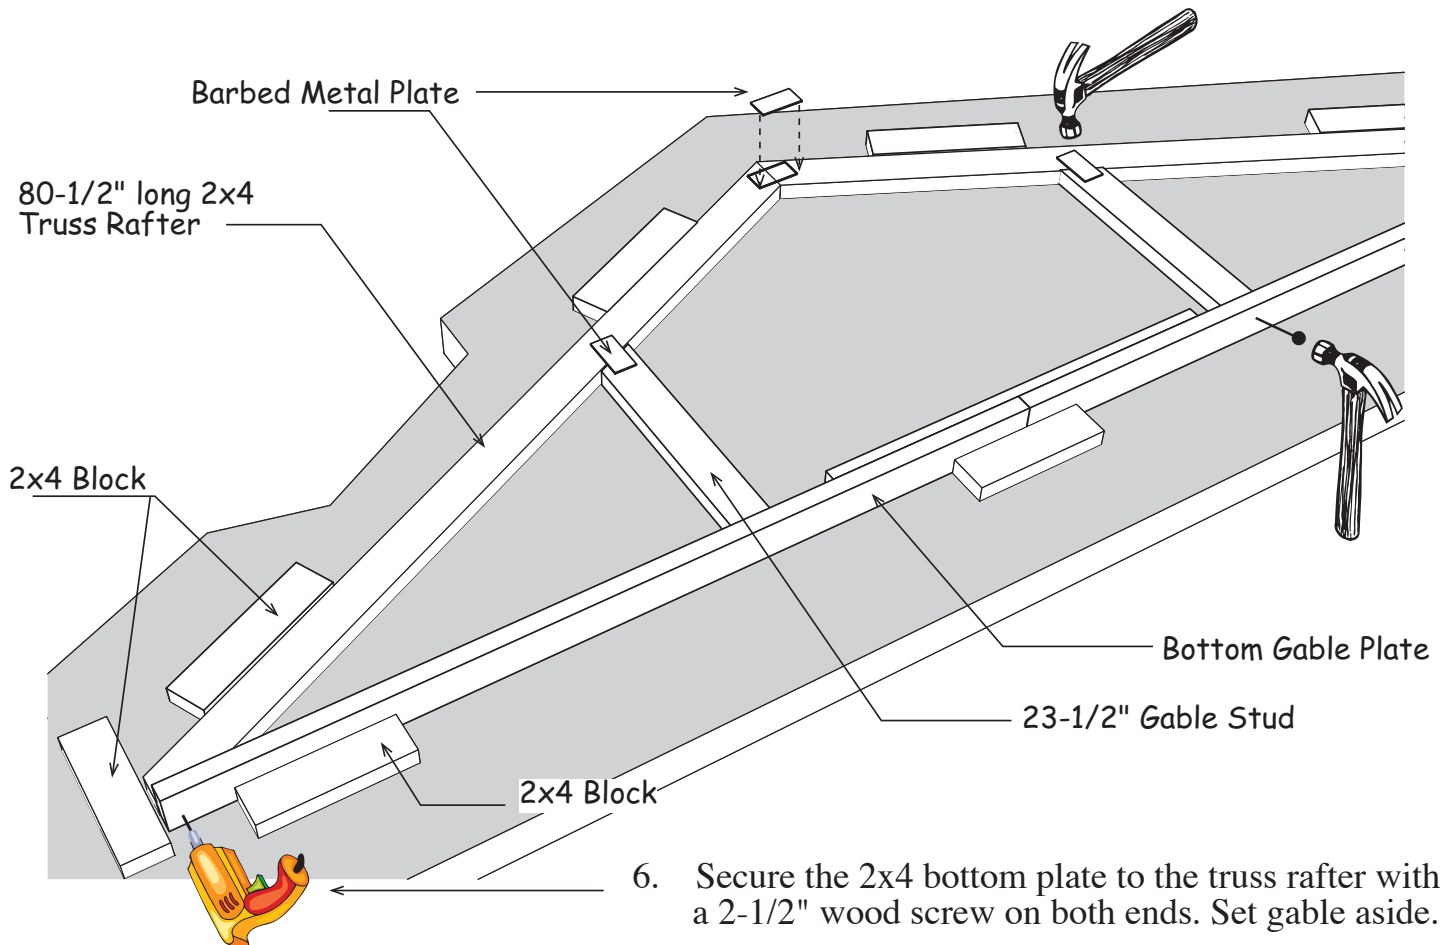 Barbed Metal Plate
80-1/2" long 2x4
Truss Rafter
2x4 Block
Bottom Gable Plate
23-1/2" Gable Stud
2x4 Block
6. Secure the 2x4 bottom plate to the truss rafter with
a 2-1/2" wood screw on both ends. Set gable aside.